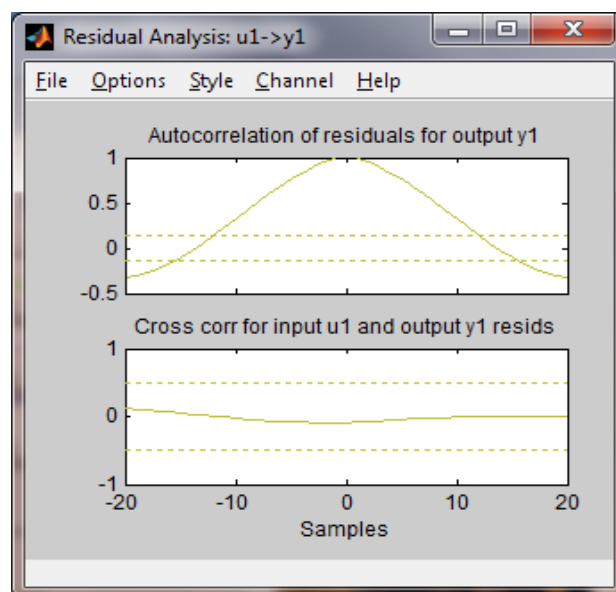 Residual Analysis: u1->y1
File Options Style Channel Help
Autocorrelation of residuals for output y1
1
0.5
0
-0.5
Cross corr for input u1 and output y1 resids
1
0
-1
-20 -10 0 10 20
Samples